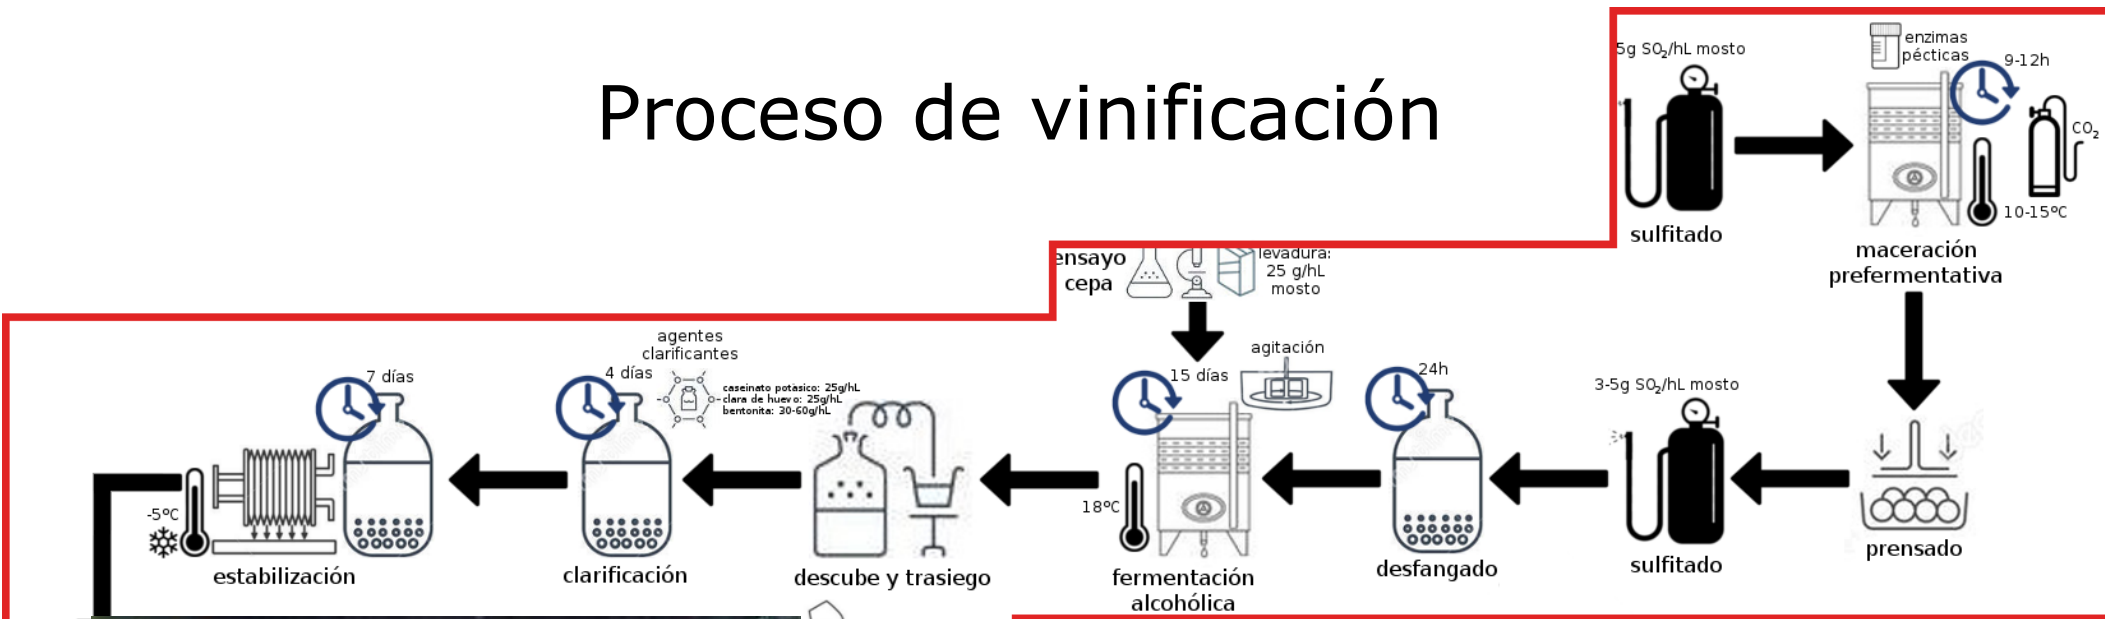 Proceso de vinificación
5g SO₂/hL mosto
sulfitado
enzimas
pécticas
9-12h
CO₂
10-15ºC
maceración
prefermentativa
prensado
3-5g SO₂/hL mosto
sulfitado
24h
desfangado
ensayo
cepa
levadura:
25 g/hL
mosto
agitación
15 días
18ºC
fermentación
alcohólica
descube y trasiego
agentes
clarificantes
4 días
caseinato potásico: 25g/hL
clara de huevo: 25g/hL
bentonita: 30-60g/hL
clarificación
7 días
-5ºC
estabilización